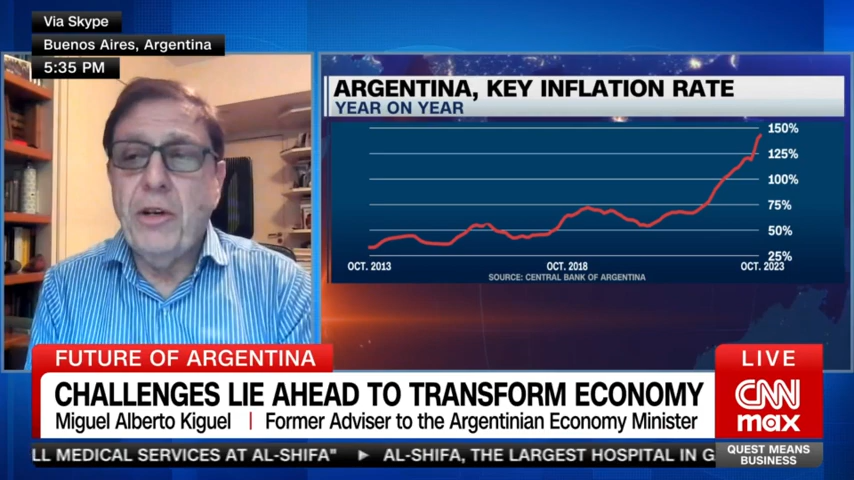 Via Skype
Buenos Aires, Argentina
5:35 PM
ARGENTINA, KEY INFLATION RATE
YEAR ON YEAR
150%
125%
100%
75%
50%
25%
OCT. 2013 OCT. 2018 OCT. 2023
SOURCE: CENTRAL BANK OF ARGENTINA
FUTURE OF ARGENTINA
CHALLENGES LIE AHEAD TO TRANSFORM ECONOMY
Miguel Alberto Kiguel | Former Adviser to the Argentinian Economy Minister
LIVE
CNN
max
LL MEDICAL SERVICES AT AL-SHIFA" ► AL-SHIFA, THE LARGEST HOSPITAL IN G
QUEST MEANS
BUSINESS